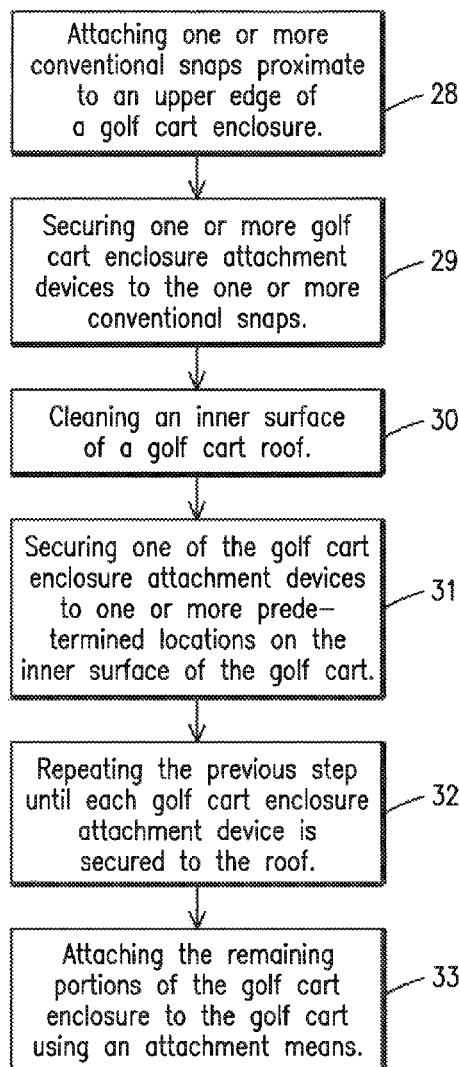 Attaching one or more
conventional snaps proximate
to an upper edge of
a golf cart enclosure.
28
Securing one or more golf
cart enclosure attachment
devices to the one or more
conventional snaps.
29
Cleaning an inner surface
of a golf cart roof.
30
Securing one of the golf cart
enclosure attachment devices
to one or more prede-
termined locations on the
inner surface of the golf cart.
31
Repeating the previous step
until each golf cart enclosure
attachment device is
secured to the roof.
32
Attaching the remaining
portions of the golf cart
enclosure to the golf cart
using an attachment means.
33